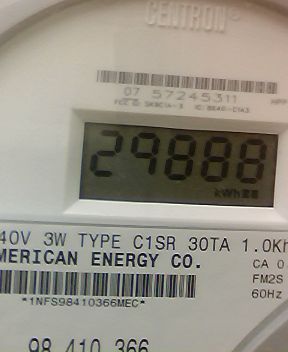 CENTRON®
07 57245311
29888
kWh
40V 3W TYPE C1SR 30TA 1.0Kh
MERICAN ENERGY CO.
CA 0.
FM2S
60Hz
*1NFS98410366MEC*
98 410 366